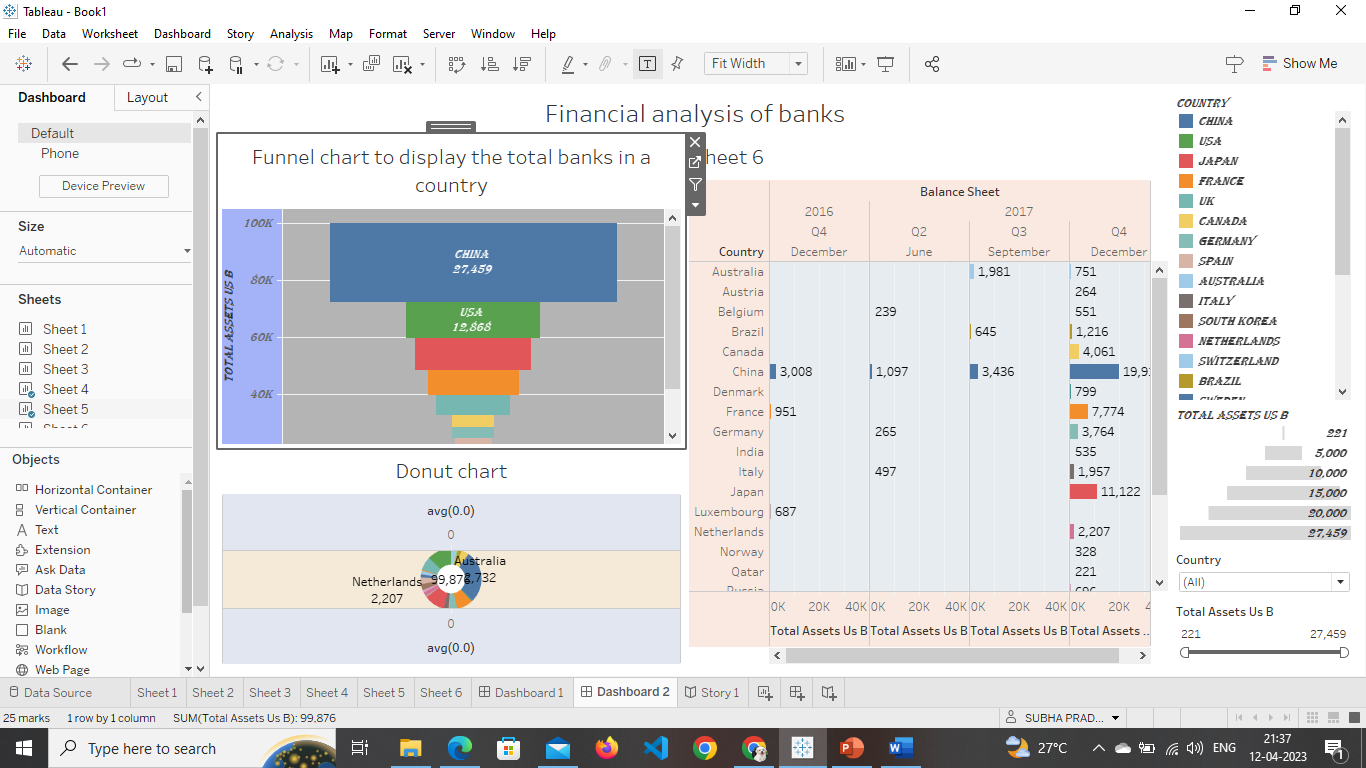 Tableau - Book1
File Data Worksheet Dashboard Story Analysis Map Format Server Window Help
Fit Width
Show Me
Dashboard Layout
Default
Phone
Device Preview
Size
Automatic
Sheets
Sheet 1
Sheet 2
Sheet 3
Sheet 4
Sheet 5
Objects
Horizontal Container
Vertical Container
Text
Extension
Ask Data
Data Story
Image
Blank
Workflow
Web Page
Financial analysis of banks
Funnel chart to display the total banks in a
country
TOTAL ASSETS US B
100K
80K
60K
40K
CHINA
27,459
USA
12,868
Donut chart
avg(0.0)
0
Australia
Netherlands
99,876
2,207
0
avg(0.0)
heet 6
Balance Sheet
2016 2017
Q4 Q2 Q3 Q4
Country December June September December
Australia 1,981 751
Austria 264
Belgium 239 551
Brazil 645 1,216
Canada 4,061
China 3,008 1,097 3,436 19,9
Denmark 799
France 951 7,774
Germany 265 3,764
India 535
Italy 497 1,957
Japan 11,122
Luxembourg 687
Netherlands 2,207
Norway 328
Qatar 221
0K 20K 40K 0K 20K 40K 0K 20K 40K 0K 20K 4
Total Assets Us B Total Assets Us B Total Assets Us B Total Assets ..
COUNTRY
CHINA
USA
JAPAN
FRANCE
UK
CANADA
GERMANY
SPAIN
AUSTRALIA
ITALY
SOUTH KOREA
NETHERLANDS
SWITZERLAND
BRAZIL
SWEDEN
TOTAL ASSETS US B
221
5,000
10,000
15,000
20,000
27,459
Country
(All)
Total Assets Us B
221 27,459
Data Source Sheet 1 Sheet 2 Sheet 3 Sheet 4 Sheet 5 Sheet 6 Dashboard 1 Dashboard 2 Story 1
25 marks 1 row by 1 column SUM(Total Assets Us B): 99.876
SUBHA PRAD...
Type here to search
27°C
ENG
21:37
12-04-2023
1